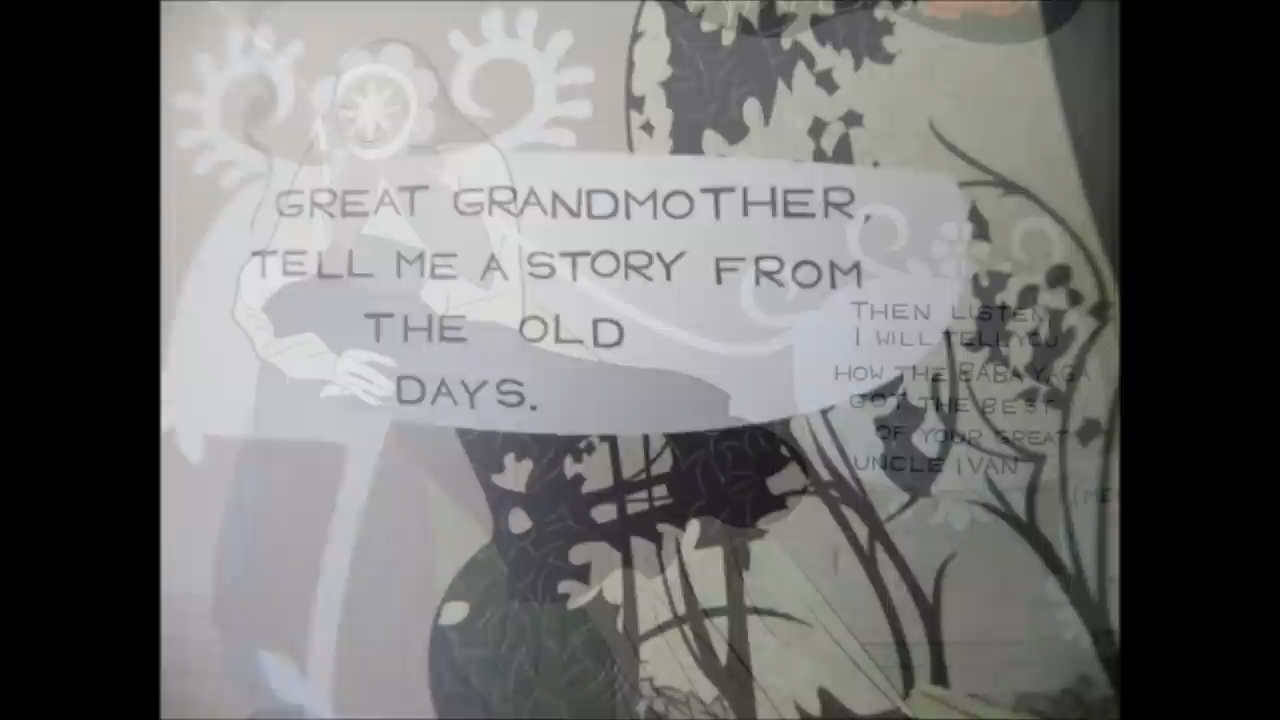 GREAT GRANDMOTHER,
TELL ME A STORY FROM
THE OLD
DAYS.
THEN LISTEN
I WILL TELL YOU
HOW THE BABA YAGA
GOT THE BEST
OF YOUR GREAT
UNCLE IVAN